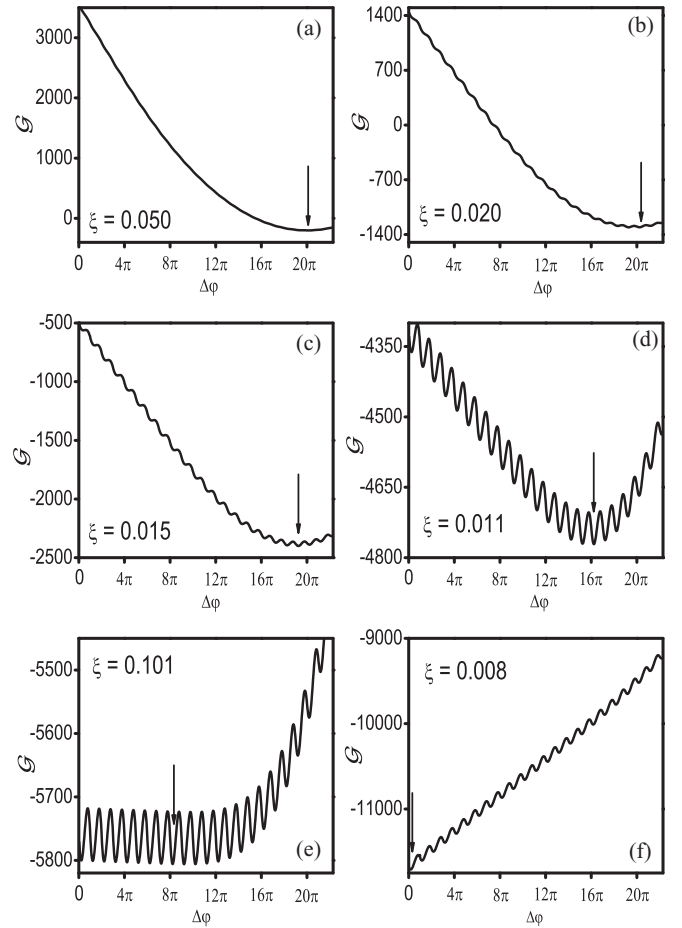 (a)
3500
3000
2000
1000
0
𝒢
ξ = 0.050
0 4π 8π 12π 16π 20π
Δφ
(b)
1400
700
0
-700
-1400
𝒢
ξ = 0.020
0 4π 8π 12π 16π 20π
Δφ
(c)
-500
-1000
-1500
-2000
-2500
𝒢
ξ = 0.015
0 4π 8π 12π 16π 20π
Δφ
(d)
-4350
-4500
-4650
-4800
𝒢
ξ = 0.011
0 4π 8π 12π 16π 20π
Δφ
ξ = 0.101
-5500
-5600
-5700
-5800
𝒢
(e)
0 4π 8π 12π 16π 20π
Δφ
-9000
ξ = 0.008
-10000
-11000
𝒢
(f)
0 4π 8π 12π 16π 20π
Δφ